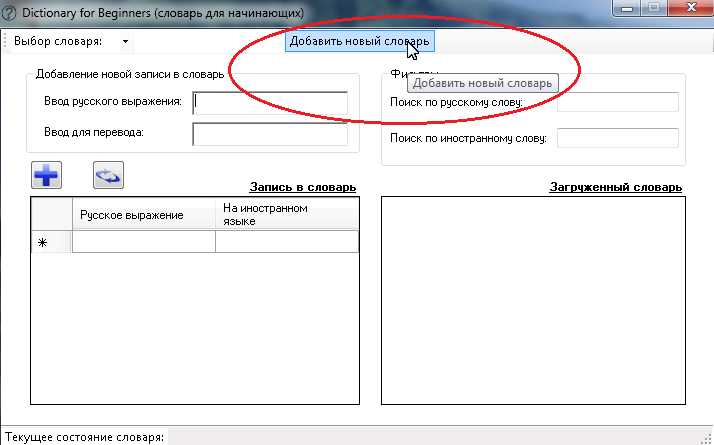 Dictionary for Beginners (словарь для начинающих)
Выбор словаря:
Добавить новый словарь
Добавление новой записи в словарь
Добавить новый словарь
Ввод русского выражения:
Поиск по русскому слову:
Ввод для перевода:
Поиск по иностранному слову:
Запись в словарь
Загруженный словарь
Русское выражение
На иностранном
языке
Текущее состояние словаря: